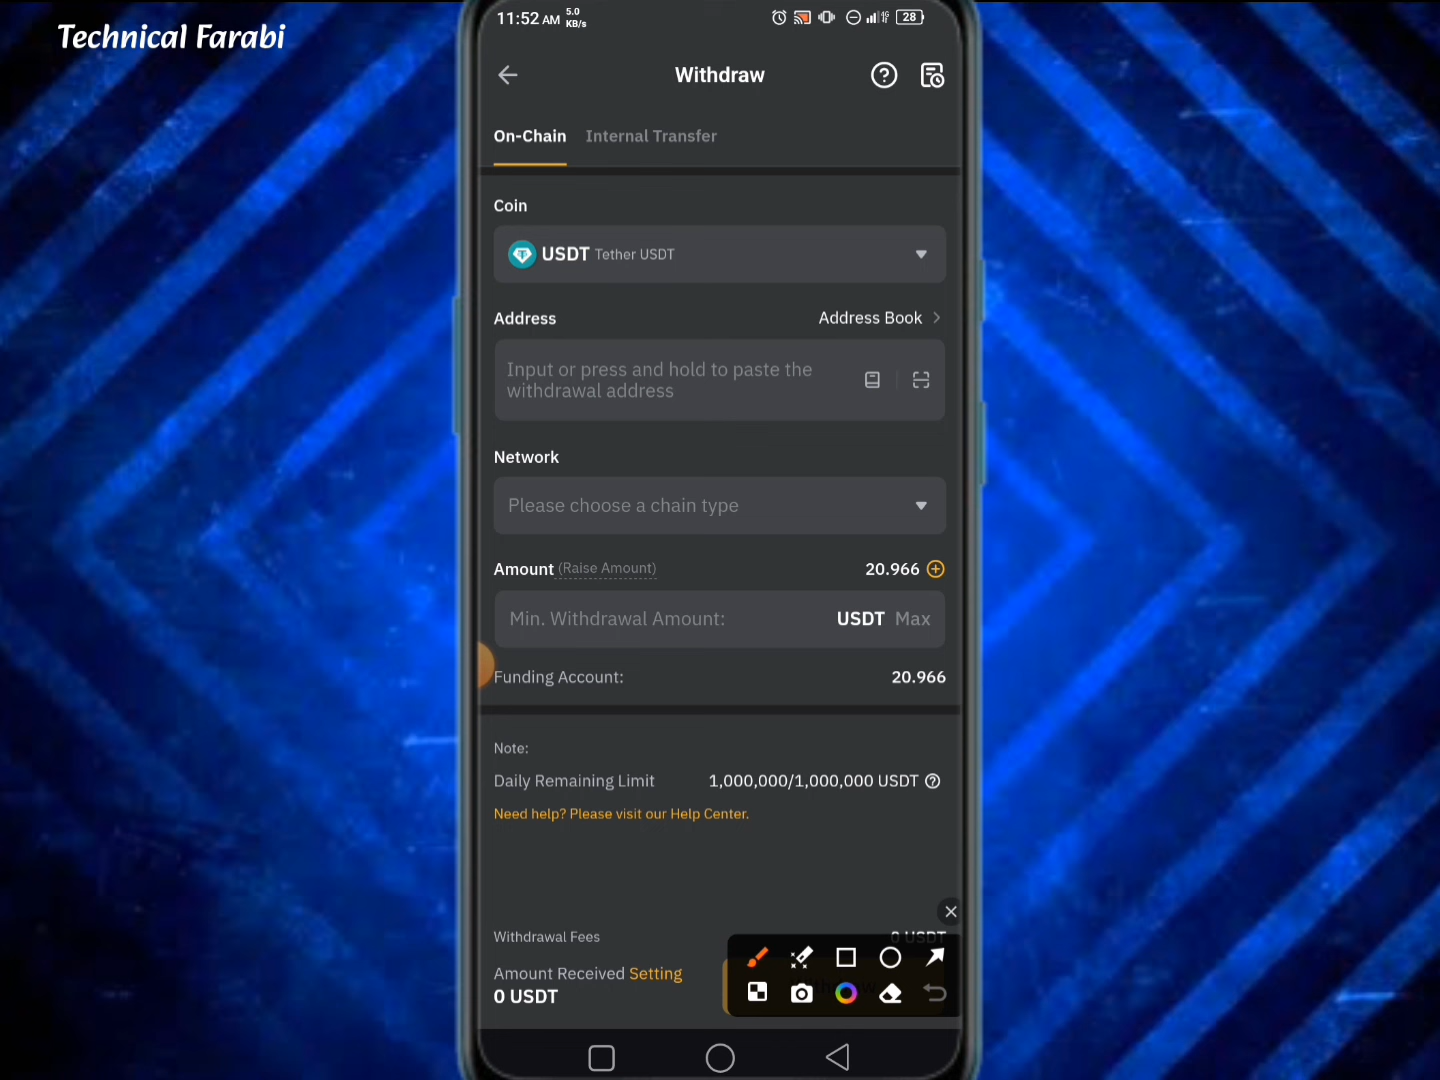 Technical Farabi
11:52 AM 5.0 KB/s 4G 28
Withdraw
On-Chain Internal Transfer
Coin
USDT Tether USDT
Address Address Book
Input or press and hold to paste the
withdrawal address
Network
Please choose a chain type
Amount (Raise Amount) 20.966
Min. Withdrawal Amount: USDT Max
Funding Account: 20.966
Note:
Daily Remaining Limit 1,000,000/1,000,000 USDT
Need help? Please visit our Help Center.
Withdrawal Fees 0 USDT
Amount Received Setting
0 USDT